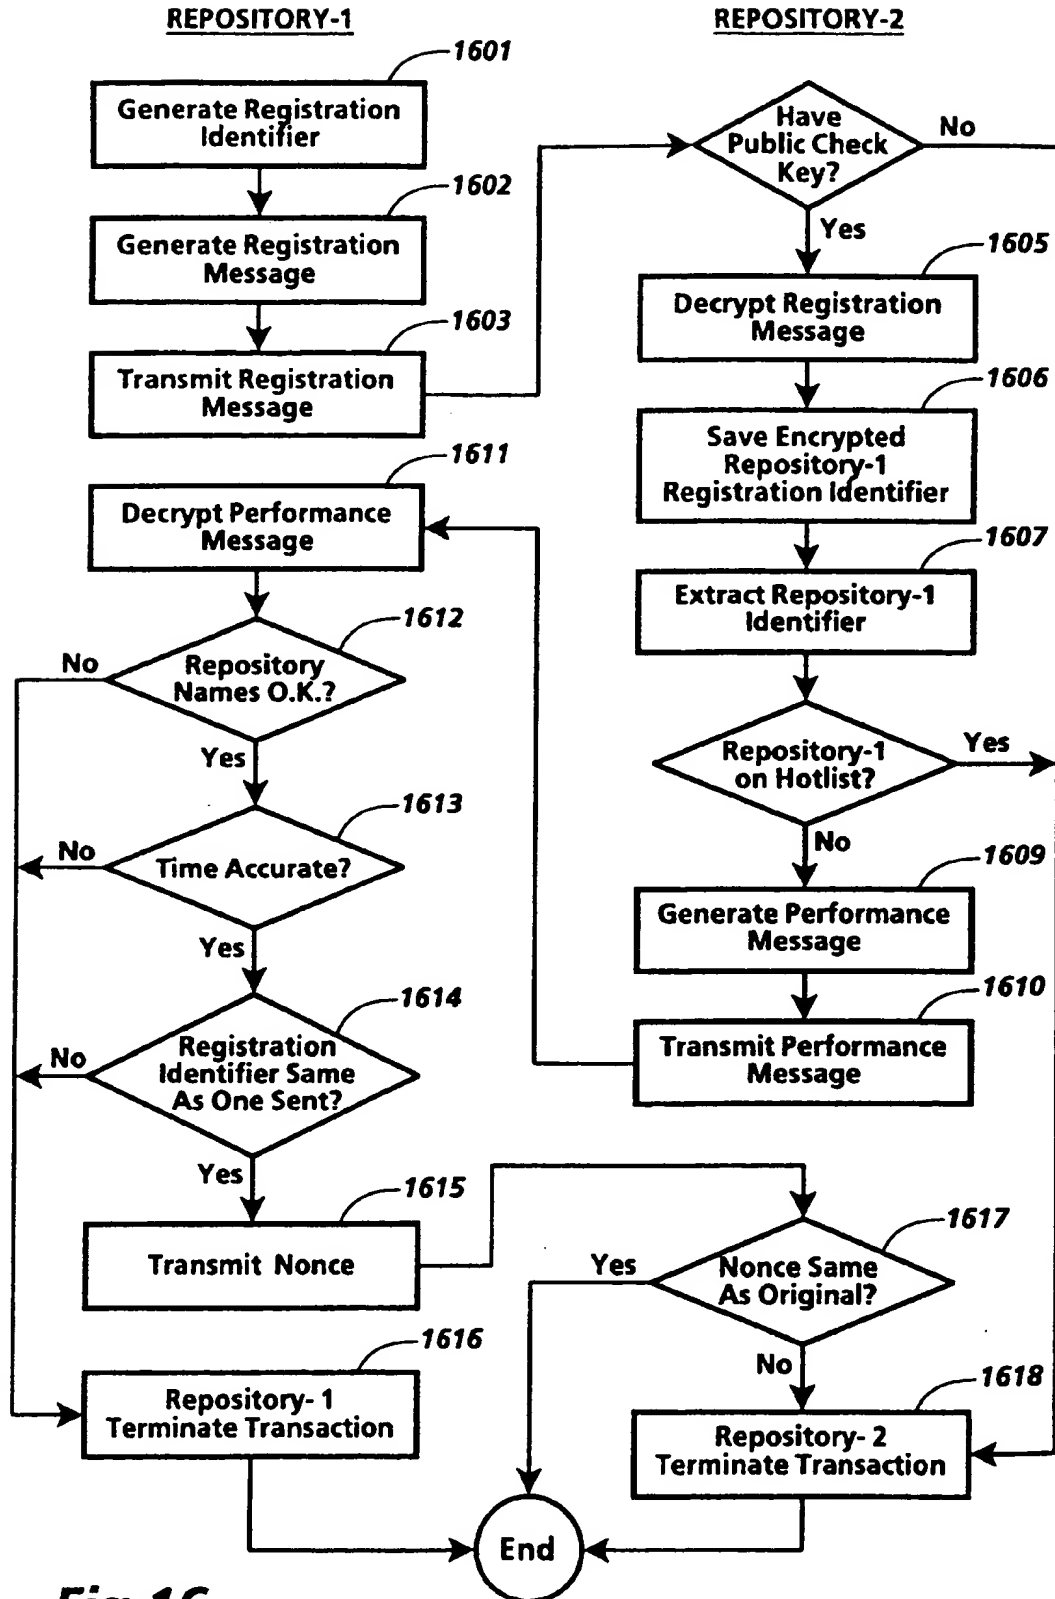 REPOSITORY-1
1601
Generate Registration
Identifier
1602
Generate Registration
Message
1603
Transmit Registration
Message
1611
Decrypt Performance
Message
1612
Repository
Names O.K.?
No
Yes
1613
Time Accurate?
No
Yes
1614
Registration
Identifier Same
As One Sent?
No
Yes
1615
Transmit Nonce
1616
Repository- 1
Terminate Transaction
REPOSITORY-2
Have
Public Check
Key?
No
Yes
1605
Decrypt Registration
Message
1606
Save Encrypted
Repository-1
Registration Identifier
1607
Extract Repository-1
Identifier
Repository-1
on Hotlist?
Yes
No
1609
Generate Performance
Message
1610
Transmit Performance
Message
1617
Nonce Same
As Original?
Yes
No
1618
Repository- 2
Terminate Transaction
End